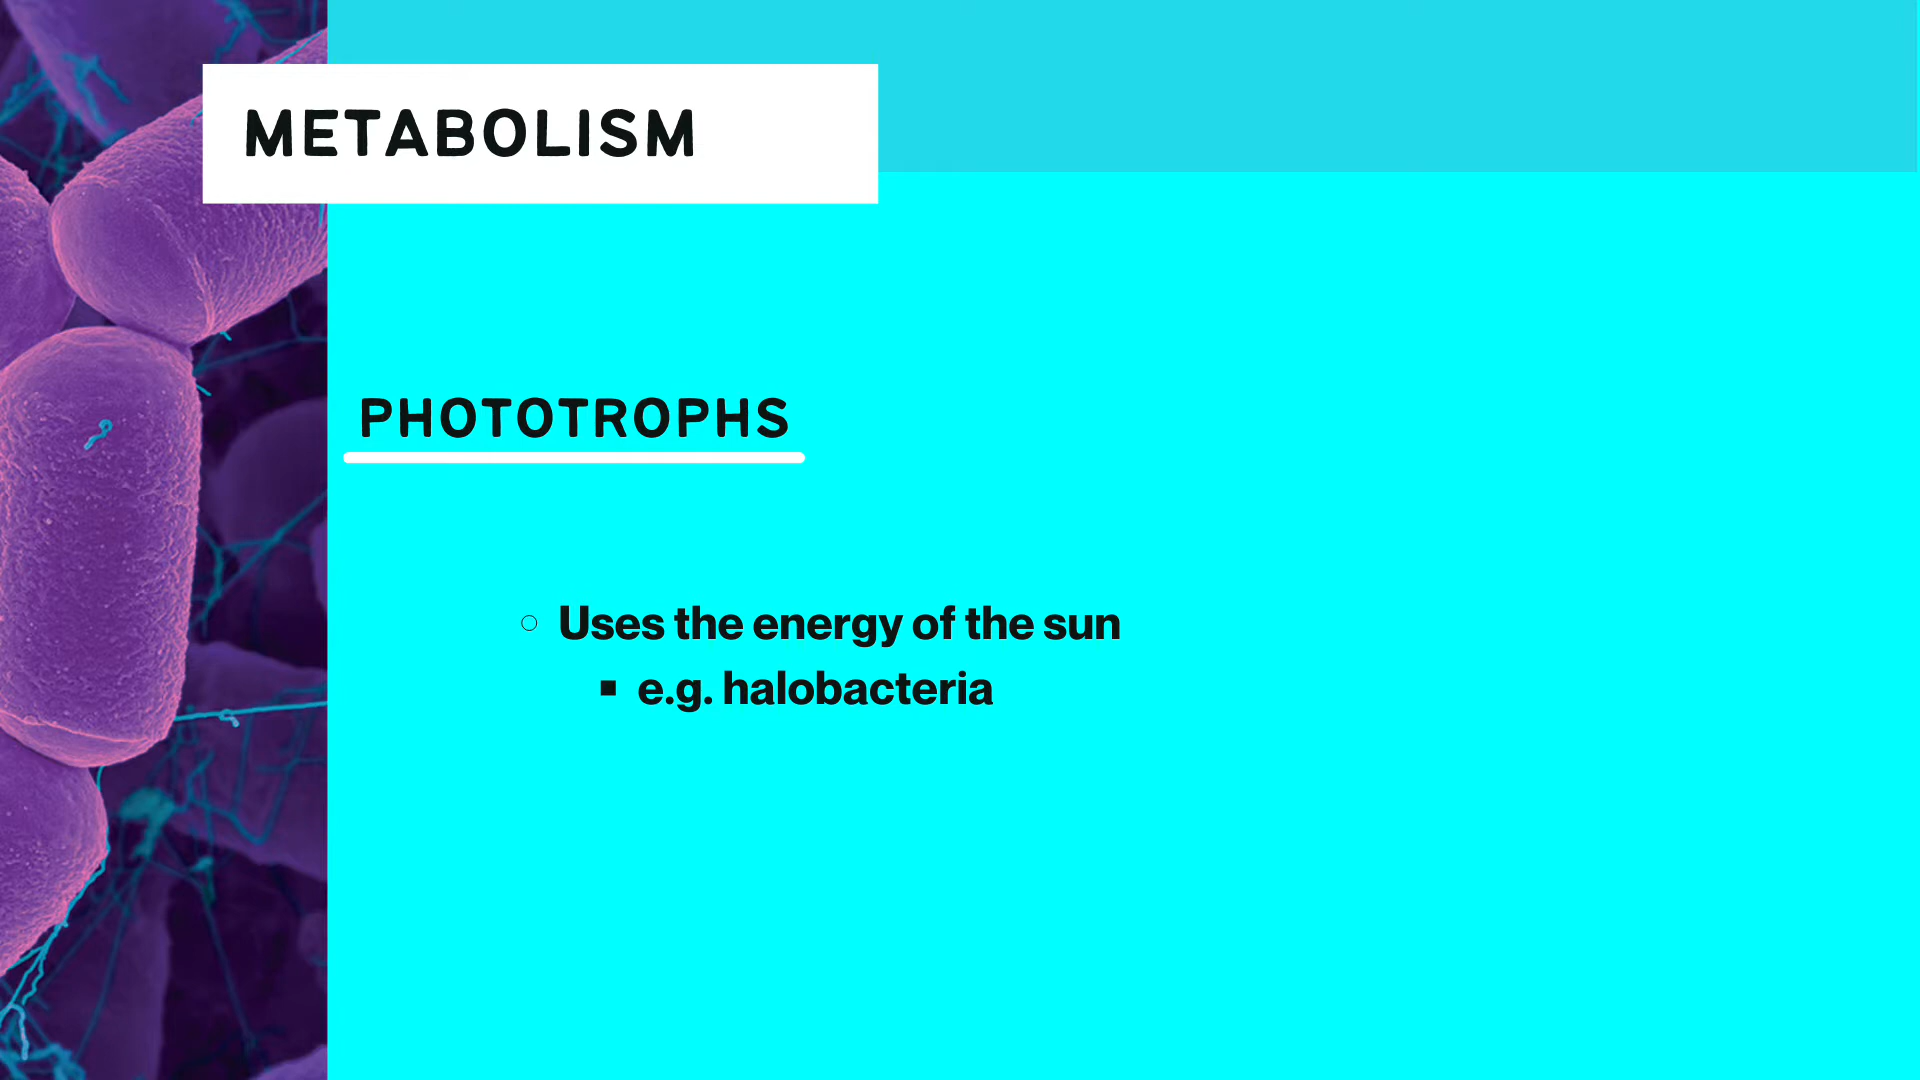 METABOLISM
PHOTOTROPHS
Uses the energy of the sun
e.g. halobacteria